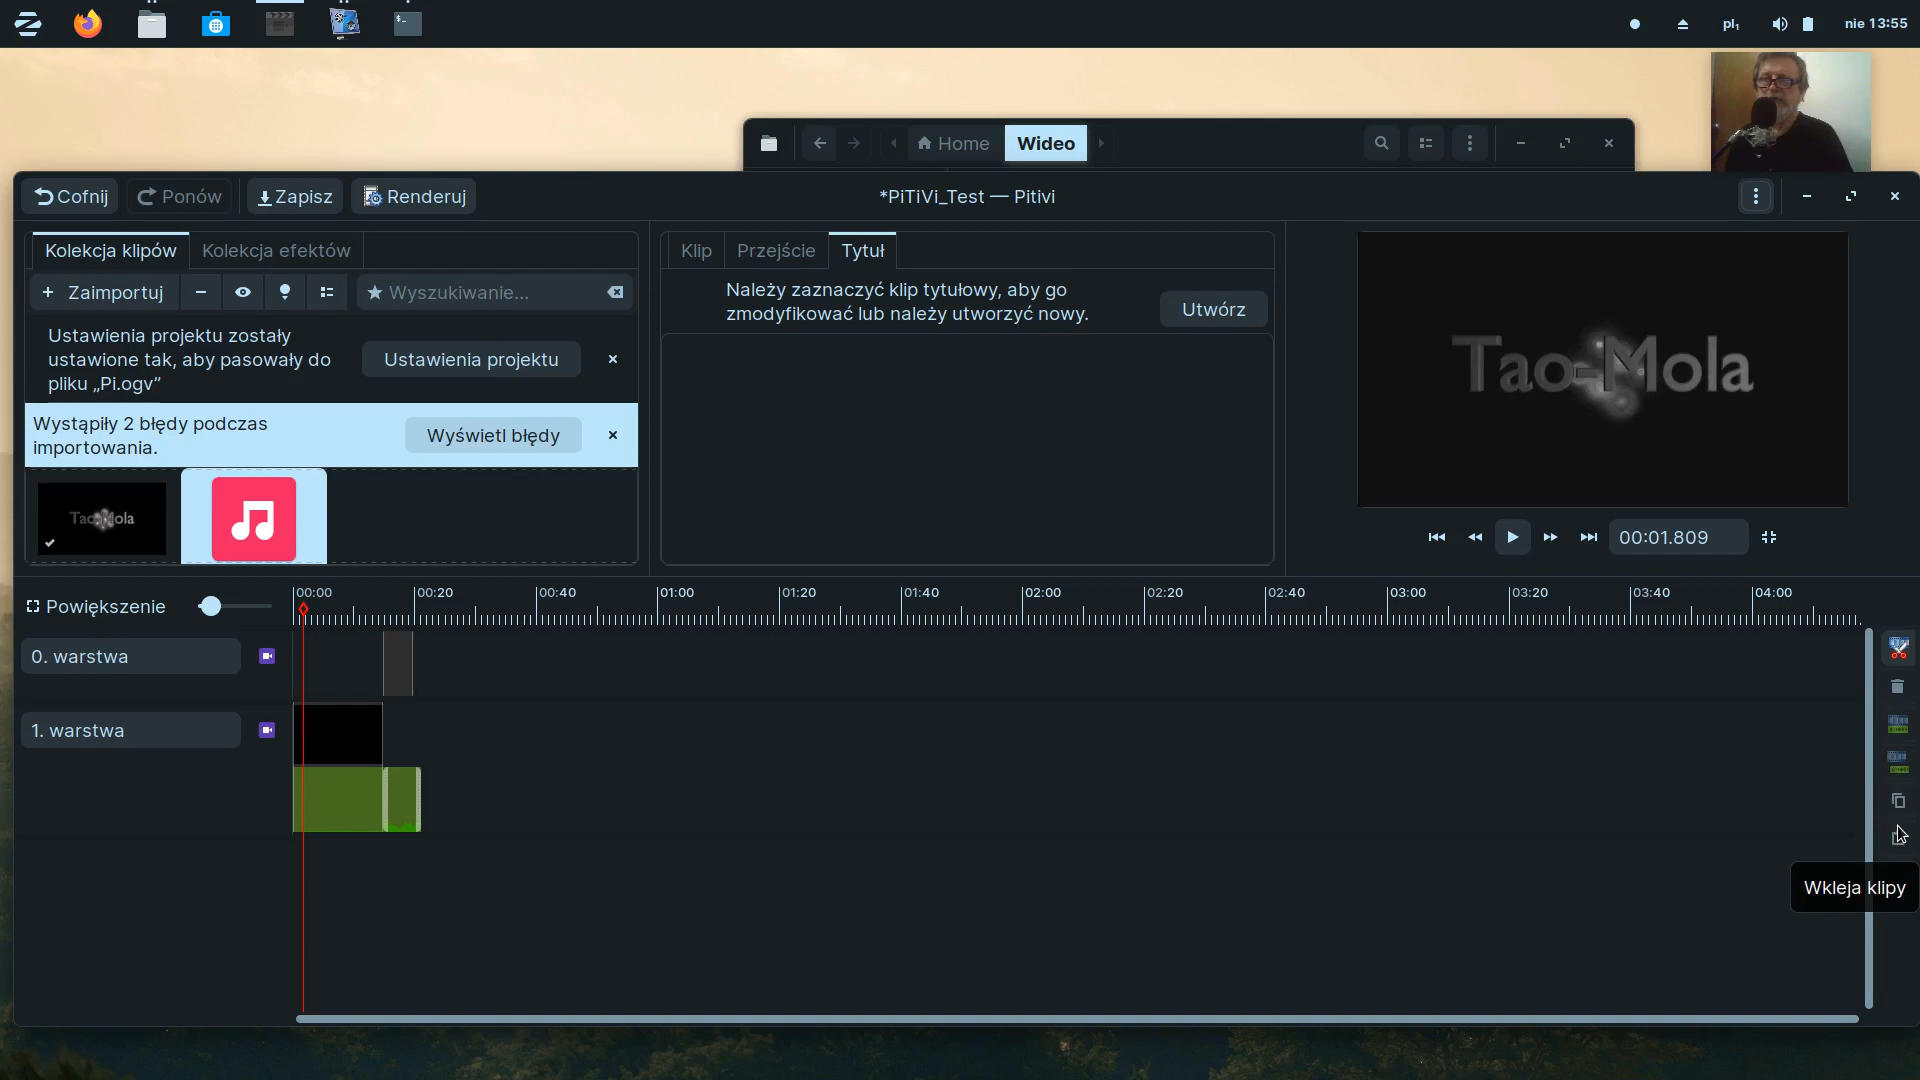 pl₁
nie 13:55
Home
Wideo
Cofnij
Ponów
Zapisz
Renderuj
*PiTiVi_Test — Pitivi
Kolekcja klipów
Kolekcja efektów
Klip
Przejście
Tytuł
Zaimportuj
Wyszukiwanie...
Należy zaznaczyć klip tytułowy, aby go
zmodyfikować lub należy utworzyć nowy.
Utwórz
Ustawienia projektu zostały
ustawione tak, aby pasowały do
pliku „Pi.ogv”
Ustawienia projektu
Tao-Mola
Wystąpiły 2 błędy podczas
importowania.
Wyświetl błędy
Tao-Mola
00:01.809
Powiększenie
00:00
00:20
00:40
01:00
01:20
01:40
02:00
02:20
02:40
03:00
03:20
03:40
04:00
0. warstwa
1. warstwa
Wkleja klipy